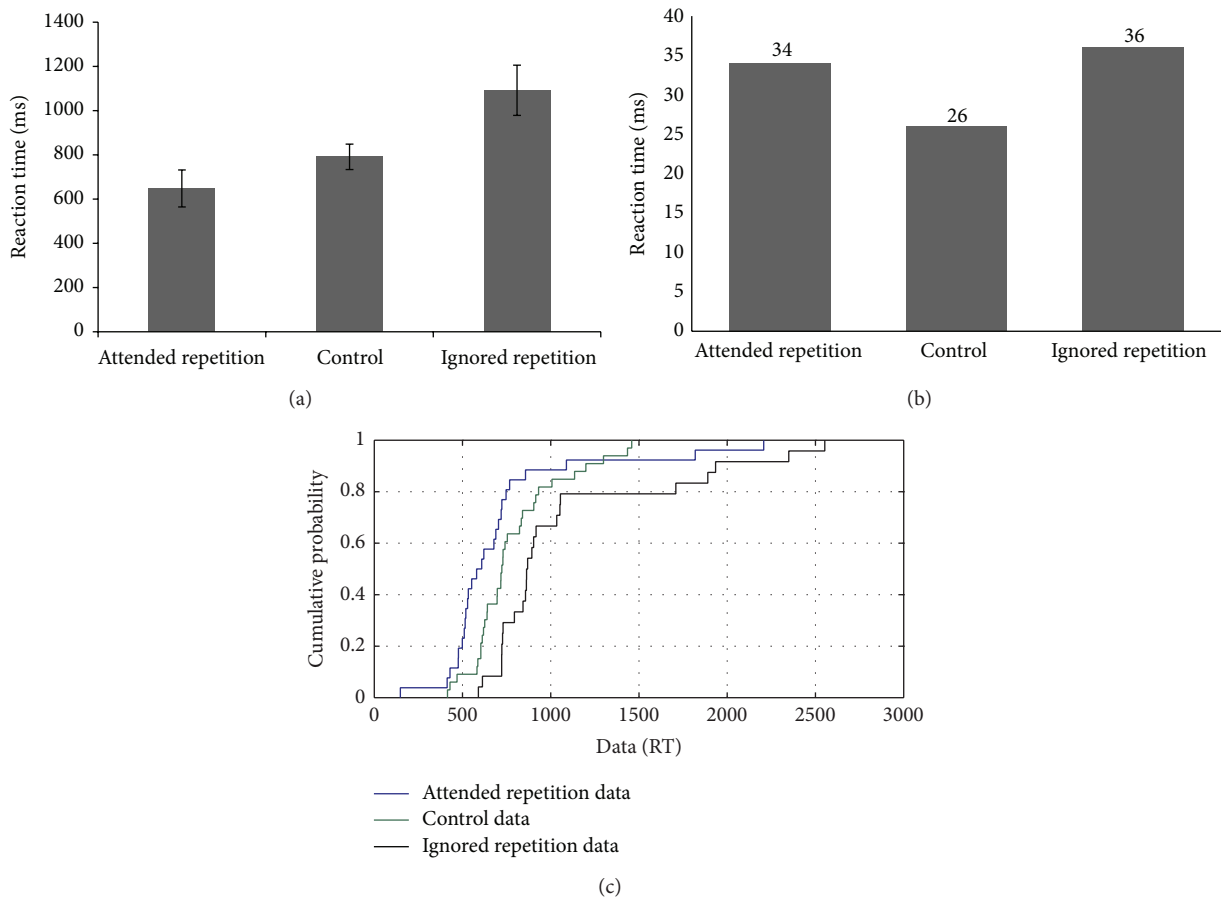 Reaction time (ms)
1400
1200
1000
800
600
400
200
0
Attended repetition Control Ignored repetition
(a)
Reaction time (ms)
40
35
30
25
20
15
10
5
0
34
26
36
Attended repetition Control Ignored repetition
(b)
Cumulative probability
1
0.8
0.6
0.4
0.2
0
0 500 1000 1500 2000 2500 3000
Data (RT)
Attended repetition data
Control data
Ignored repetition data
(c)